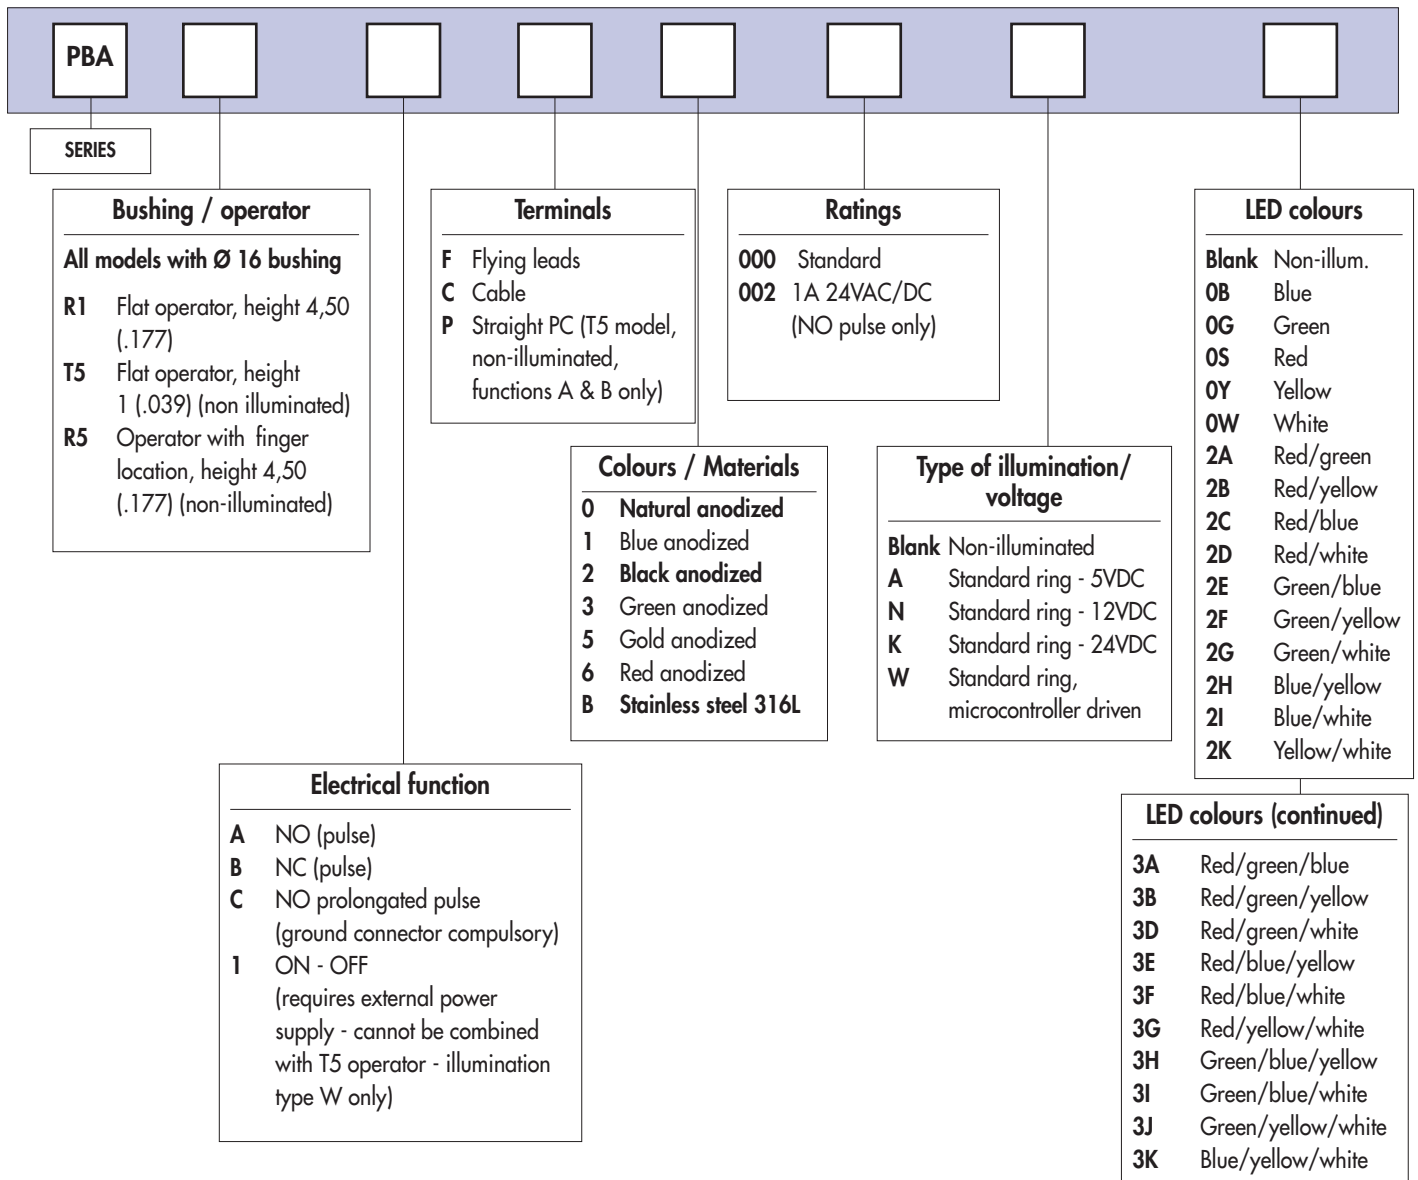 PBA
SERIES
Bushing / operator
All models with Ø 16 bushing
R1 Flat operator, height 4,50
(.177)
T5 Flat operator, height
1 (.039) (non illuminated)
R5 Operator with finger
location, height 4,50
(.177) (non-illuminated)
Terminals
F Flying leads
C Cable
P Straight PC (T5 model,
non-illuminated,
functions A & B only)
Ratings
000 Standard
002 1A 24VAC/DC
(NO pulse only)
LED colours
Blank Non-illum.
0B Blue
0G Green
0S Red
0Y Yellow
0W White
2A Red/green
2B Red/yellow
2C Red/blue
2D Red/white
2E Green/blue
2F Green/yellow
2G Green/white
2H Blue/yellow
2I Blue/white
2K Yellow/white
Colours / Materials
0 Natural anodized
1 Blue anodized
2 Black anodized
3 Green anodized
5 Gold anodized
6 Red anodized
B Stainless steel 316L
Type of illumination/
voltage
Blank Non-illuminated
A Standard ring - 5VDC
N Standard ring - 12VDC
K Standard ring - 24VDC
W Standard ring,
microcontroller driven
Electrical function
A NO (pulse)
B NC (pulse)
C NO prolongated pulse
(ground connector compulsory)
1 ON - OFF
(requires external power
supply - cannot be combined
with T5 operator - illumination
type W only)
LED colours (continued)
3A Red/green/blue
3B Red/green/yellow
3D Red/green/white
3E Red/blue/yellow
3F Red/blue/white
3G Red/yellow/white
3H Green/blue/yellow
3I Green/blue/white
3J Green/yellow/white
3K Blue/yellow/white